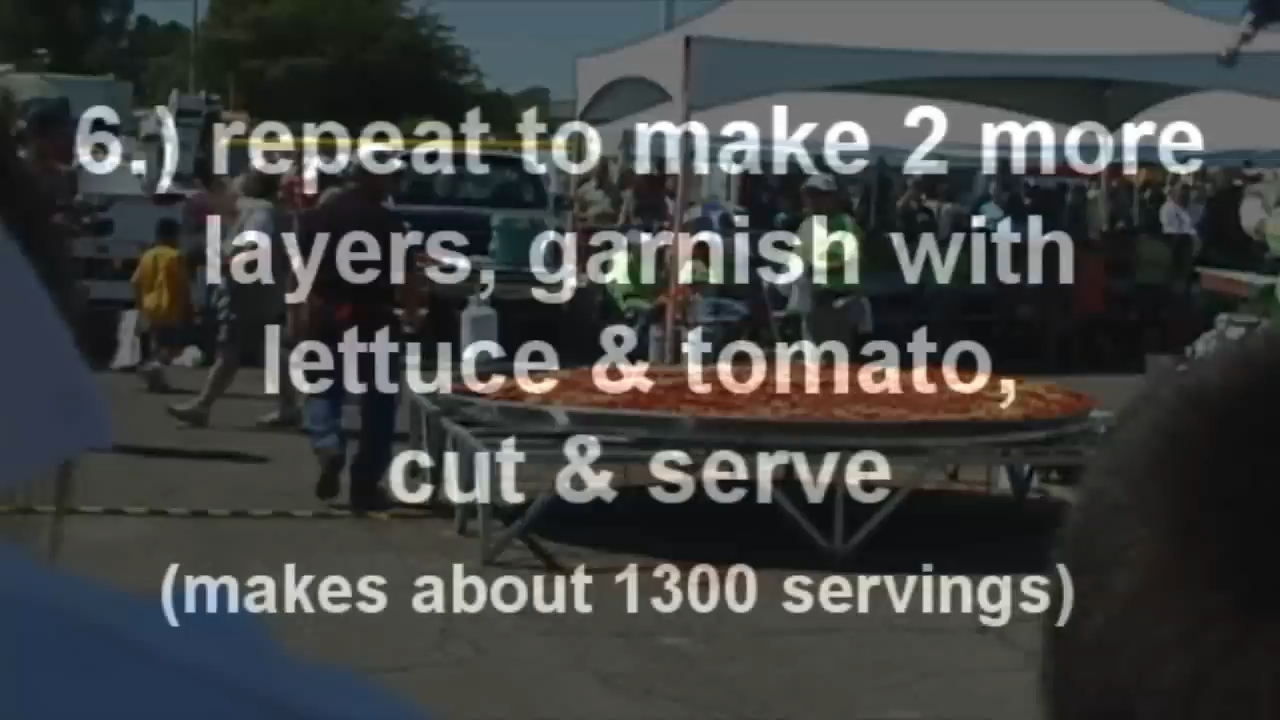 6.) repeat to make 2 more
layers, garnish with
lettuce & tomato,
cut & serve
(makes about 1300 servings)